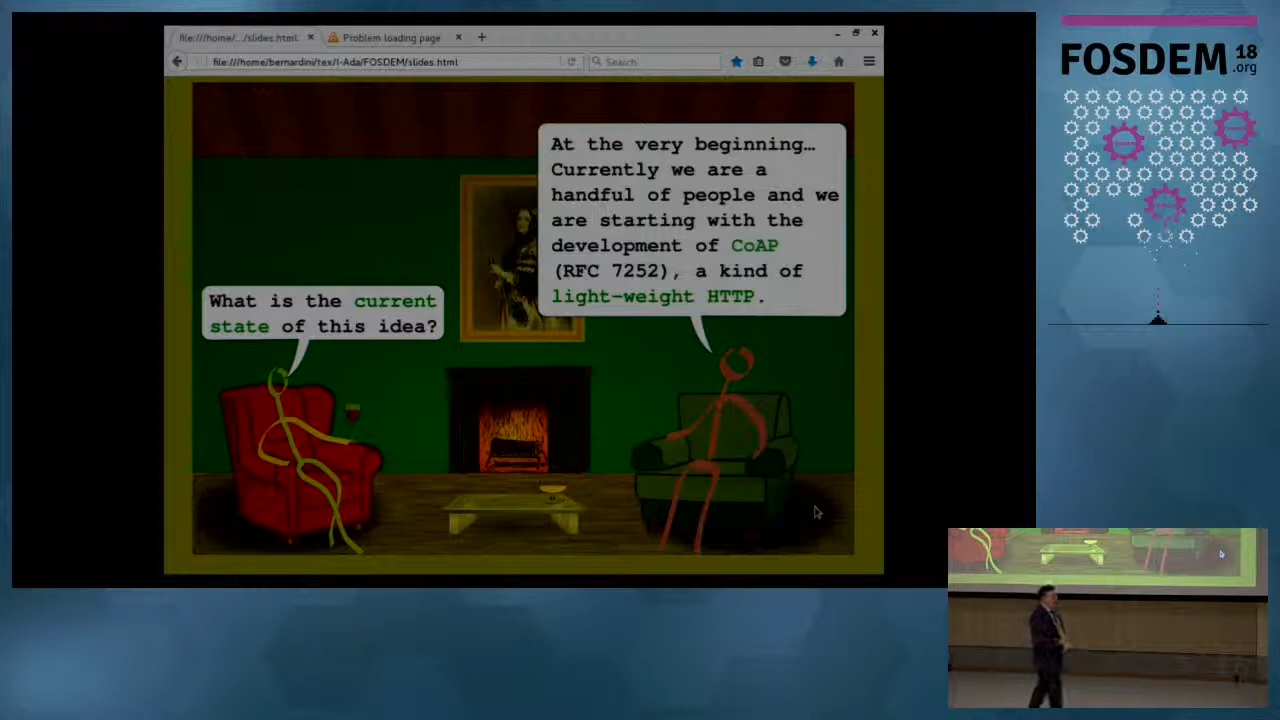 file:///home/.../slides.html
Problem loading page
file:///home/bernardini/tex/I-Ada/FOSDEM/slides.html
Search
FOSDEM 18
.org
At the very beginning…
Currently we are a
handful of people and we
are starting with the
development of CoAP
(RFC 7252), a kind of
light-weight HTTP.
What is the current
state of this idea?